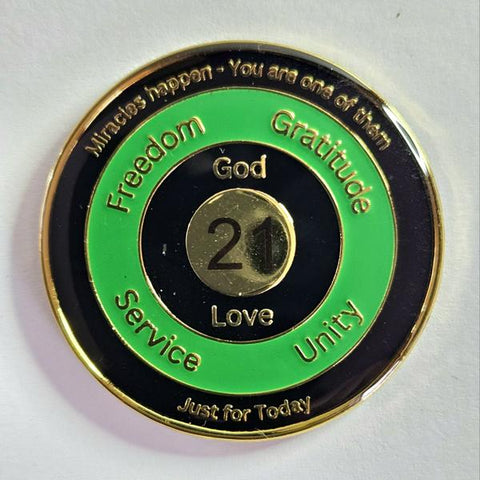 Miracles happen - You are one of them
Freedom
Gratitude
God
21
Love
Service
Unity
Just for Today